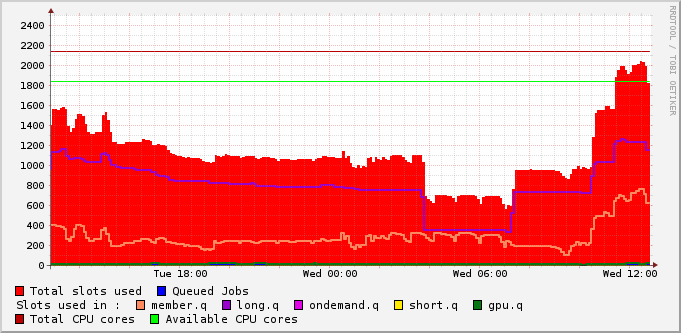 RRDTOOL / TOBI OETIKER
2400
2200
2000
1800
1600
1400
1200
1000
800
600
400
200
0
Tue 18:00 Wed 00:00 Wed 06:00 Wed 12:00
Total slots used Queued Jobs
Slots used in : member.q long.q ondemand.q short.q gpu.q
Total CPU cores Available CPU cores